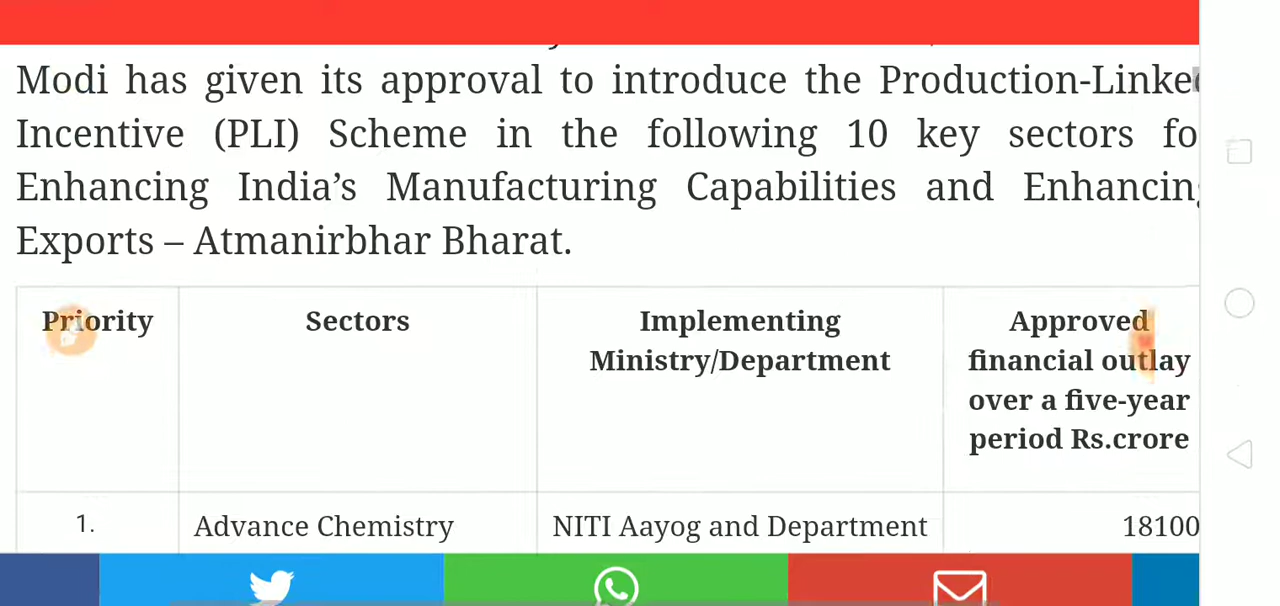 Modi has given its approval to introduce the Production-Linked
Incentive (PLI) Scheme in the following 10 key sectors fo
Enhancing India's Manufacturing Capabilities and Enhancing
Exports – Atmanirbhar Bharat.
Priority Sectors Implementing Ministry/Department Approved financial outlay over a five-year period Rs.crore
1. Advance Chemistry NITI Aayog and Department 18100